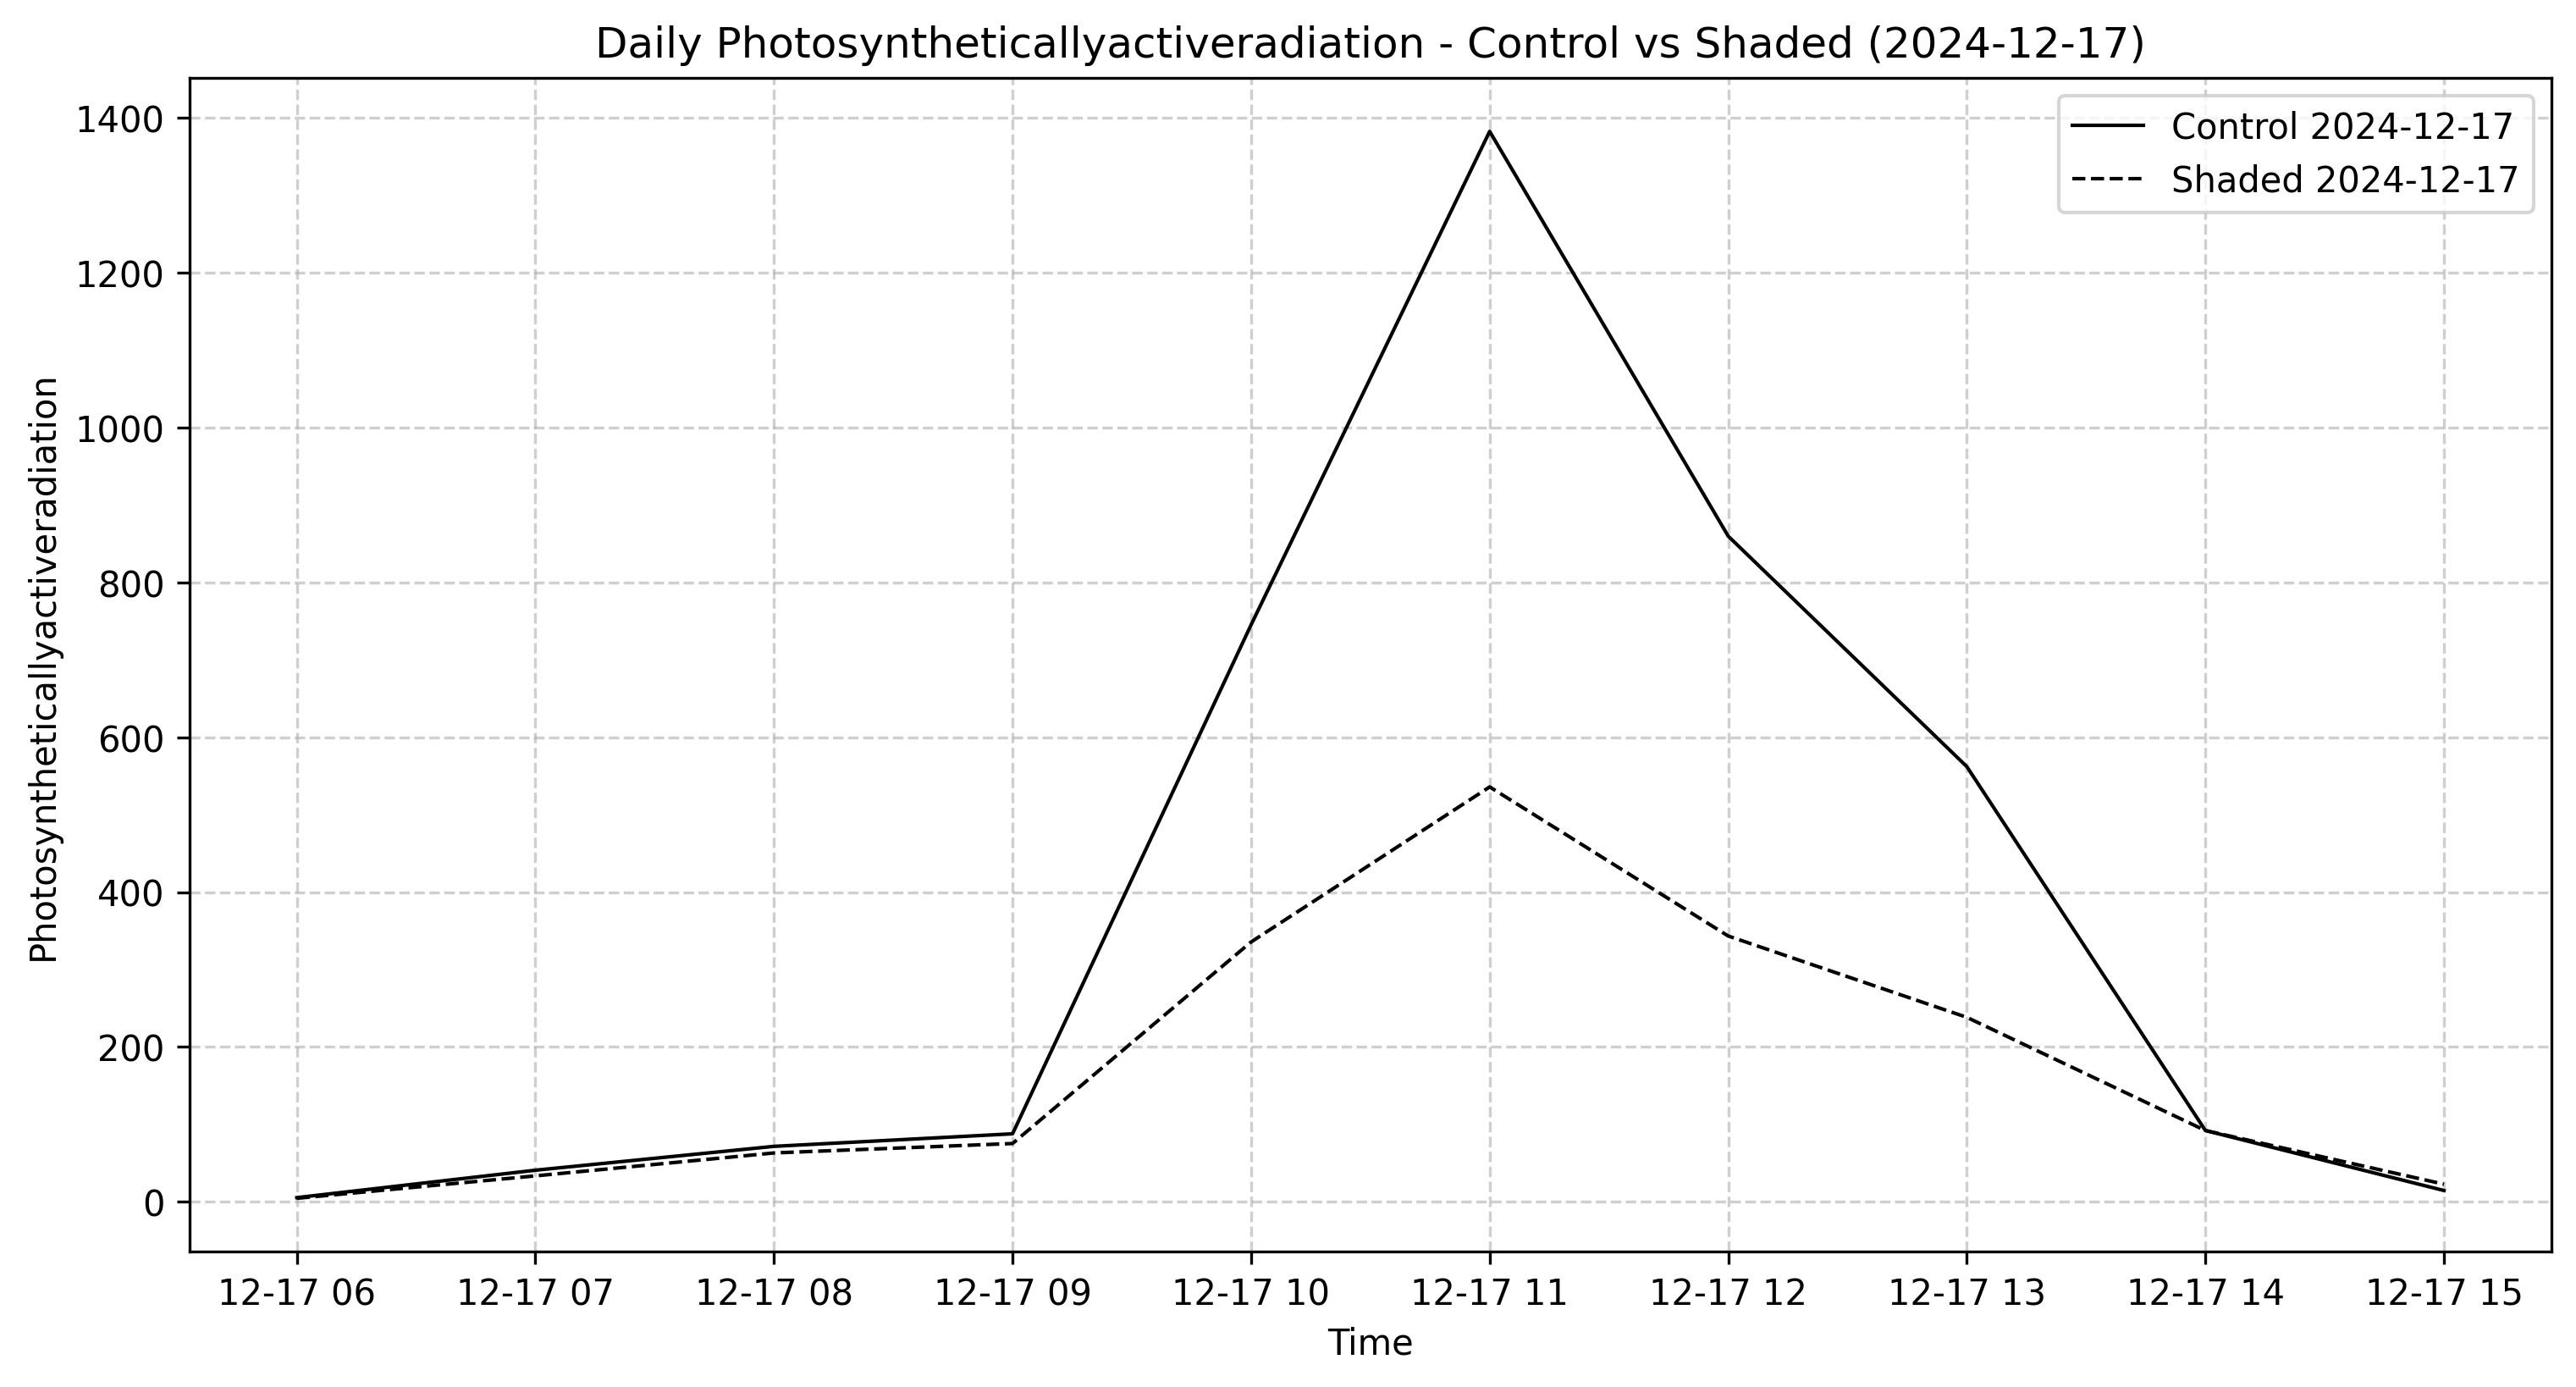 Daily Photosyntheticallyactiveradiation - Control vs Shaded (2024-12-17)
Control 2024-12-17
Shaded 2024-12-17
Photosyntheticallyactiveradiation
1400
1200
1000
800
600
400
200
0
12-17 06 12-17 07 12-17 08 12-17 09 12-17 10 12-17 11 12-17 12 12-17 13 12-17 14 12-17 15
Time